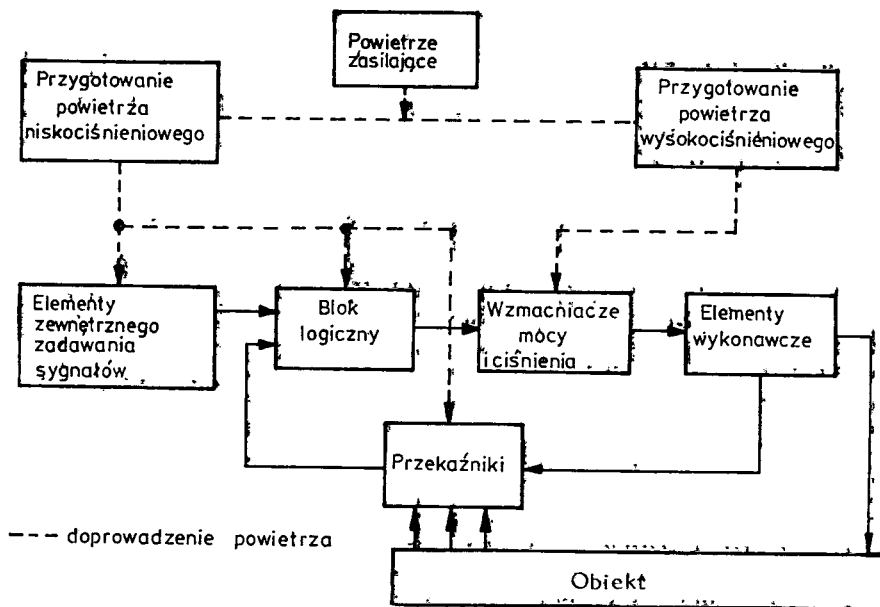 Powietrze
zasilające
Przygotowanie
powietrza
niskociśnieniowego
Przygotowanie
powietrza
wysokociśnieniowego
Elementy
zewnętrznego
zadawania
sygnałów
Blok
logiczny
Wzmacniacze
mocy
i ciśnienia
Elementy
wykonawcze
Przekaźniki
--- doprowadzenie powietrza
Obiekt